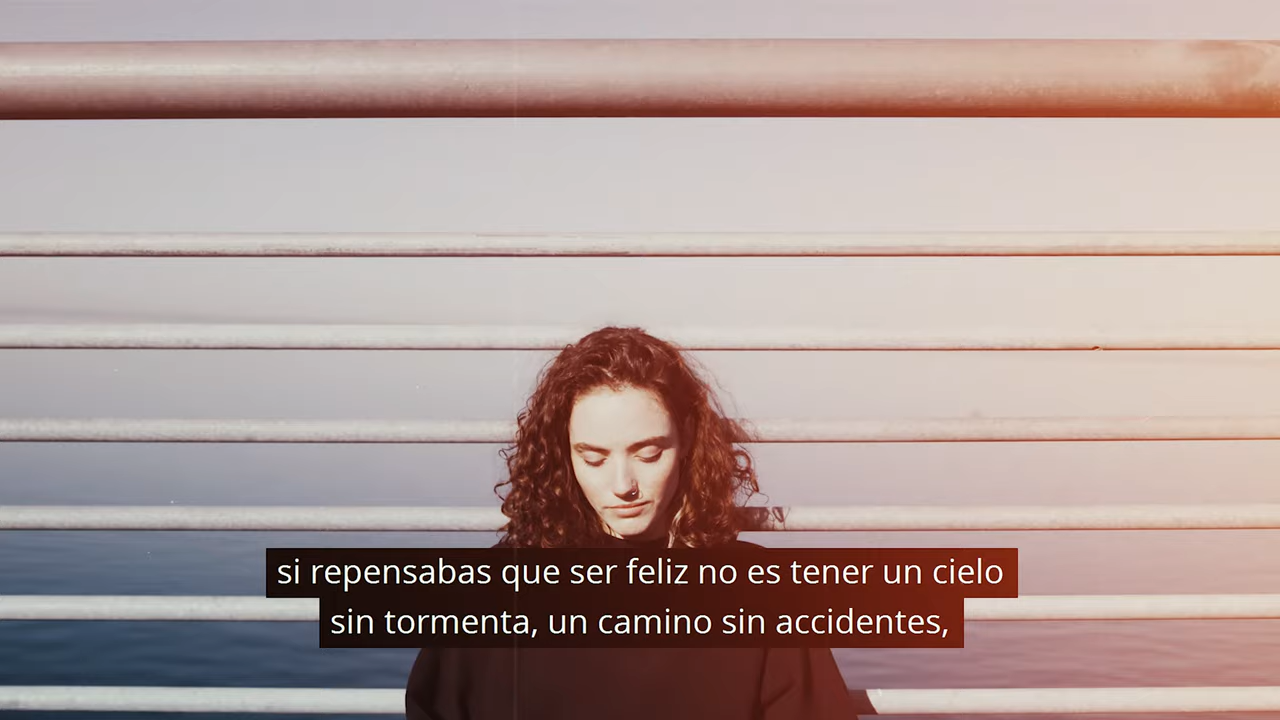 si repensabas que ser feliz no es tener un cielo
sin tormenta, un camino sin accidentes,